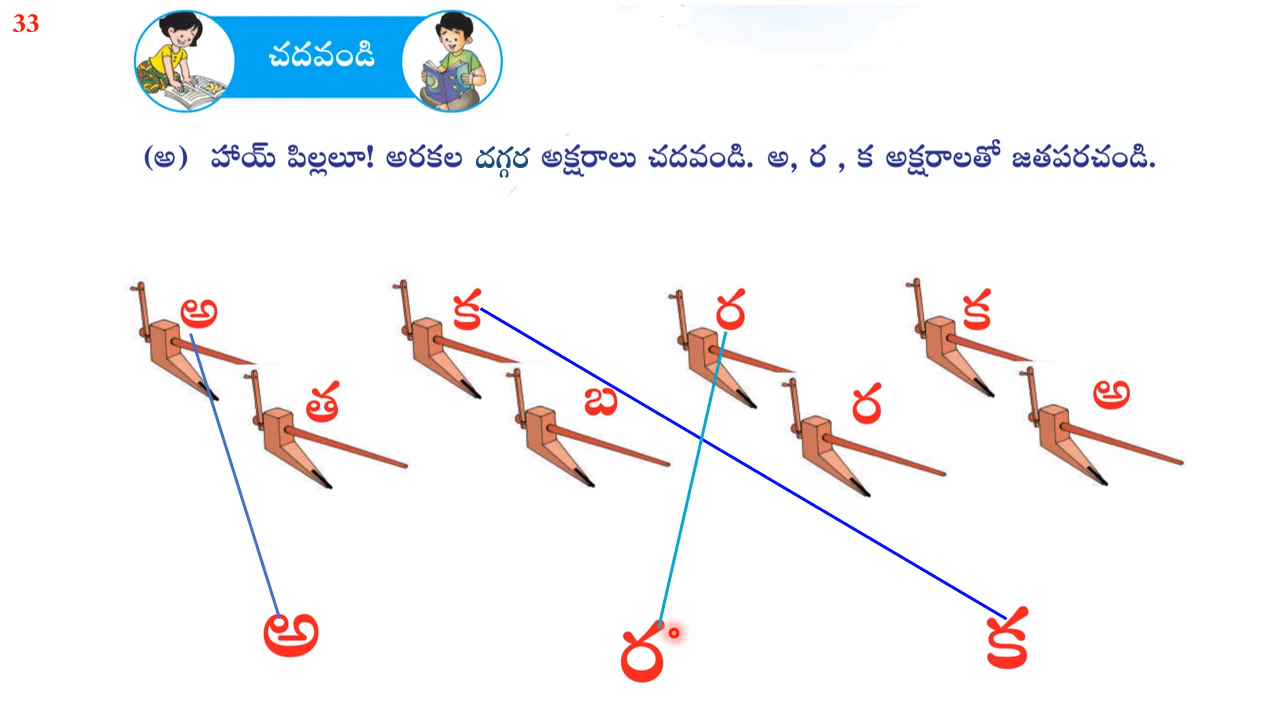 33
చదవండి
(అ) హాయ్ పిల్లలూ! అరకల దగ్గర అక్షరాలు చదవండి. అ, ర , క అక్షరాలతో జతపరచండి.
అ క ర క
త బ ర అ
అ ర క